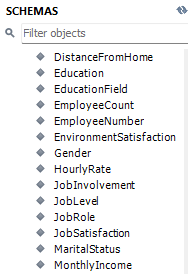 SCHEMAS
Filter objects
DistanceFromHome
Education
EducationField
EmployeeCount
EmployeeNumber
EnvironmentSatisfaction
Gender
HourlyRate
JobInvolvement
JobLevel
JobRole
JobSatisfaction
MaritalStatus
MonthlyIncome